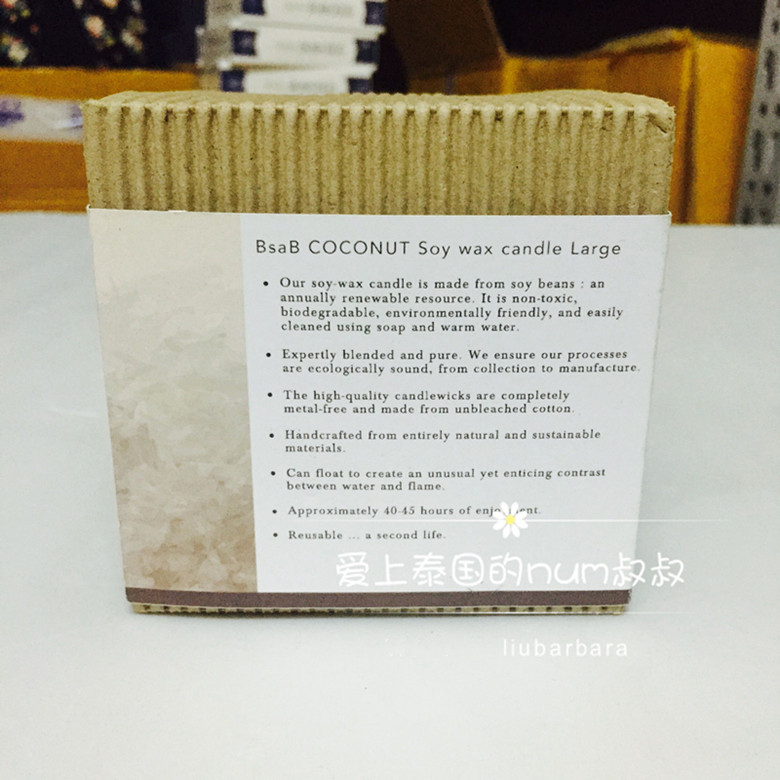 BsaB COCONUT Soy wax candle Large
• Our soy-wax candle is made from soy beans : an
annually renewable resource. It is non-toxic,
biodegradable, environmentally friendly, and easily
cleaned using soap and warm water.
• Expertly blended and pure. We ensure our processes
are ecologically sound, from collection to manufacture.
• The high-quality candlewicks are completely
metal-free and made from unbleached cotton.
• Handcrafted from entirely natural and sustainable
materials.
• Can float to create an unusual yet enticing contrast
between water and flame.
• Approximately 40-45 hours of enjoyment.
• Reusable ... a second life.
爱上泰国的num叔叔
liubarbara